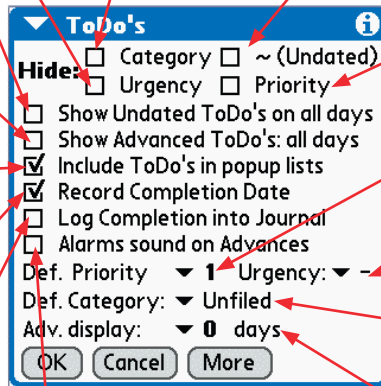 ToDo's i
Hide: Category ~ (Undated)
Urgency Priority
Show Undated ToDo's on all days
Show Advanced ToDo's: all days
Include ToDo's in popup lists
Record Completion Date
Log Completion into Journal
Alarms sound on Advances
Def. Priority 1 Urgency: -
Def. Category: Unfiled
Adv. display: 0 days
OK Cancel More